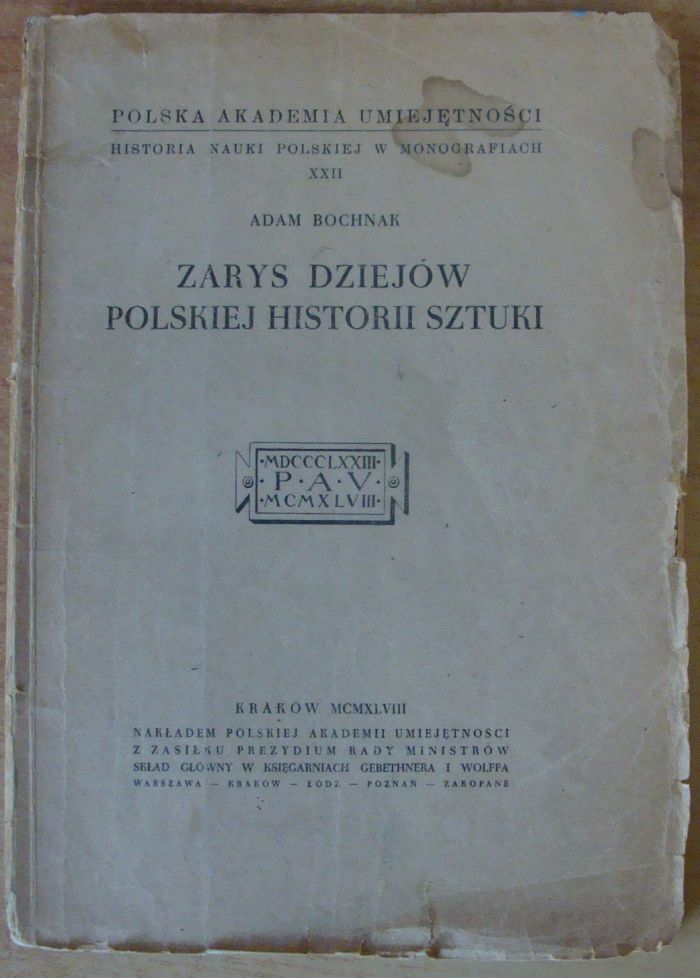 POLSKA AKADEMIA UMIEJĘTNOŚCI
HISTORIA NAUKI POLSKIEJ W MONOGRAFIACH
XXII
ADAM BOCHNAK
ZARYS DZIEJÓW
POLSKIEJ HISTORII SZTUKI
·MDCCCLXXIII·
·P·A·V·
·MCMXLVIII·
KRAKÓW MCMXLVIII
NAKŁADEM POLSKIEJ AKADEMII UMIEJĘTNOŚCI
Z ZASIŁKU PREZYDIUM RADY MINISTRÓW
SKŁAD GŁÓWNY W KSIĘGARNIACH GEBETHNERA I WOLFFA
WARSZAWA — KRAKÓW — ŁÓDŹ — POZNAŃ — ZAKOPANE